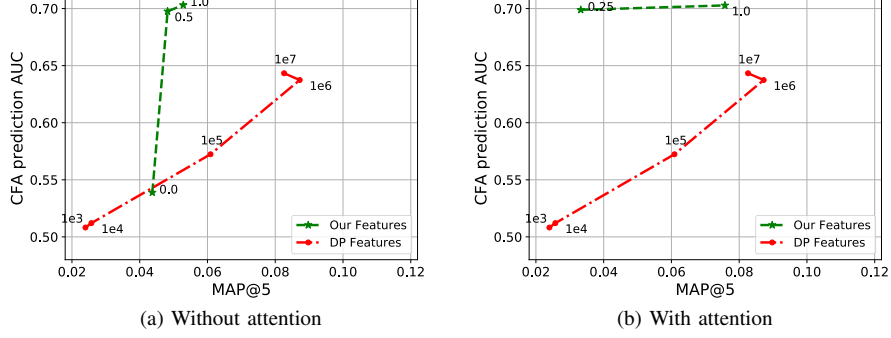 0.70
0.65
0.60
0.55
0.50
CFA prediction AUC
1.0
0.5
1e7
1e6
1e5
0.0
1e3
1e4
Our Features
DP Features
0.02 0.04 0.06 0.08 0.10 0.12
MAP@5
(a) Without attention
0.70
0.65
0.60
0.55
0.50
CFA prediction AUC
0.25
1.0
1e7
1e6
1e5
1e3
1e4
Our Features
DP Features
0.02 0.04 0.06 0.08 0.10 0.12
MAP@5
(b) With attention